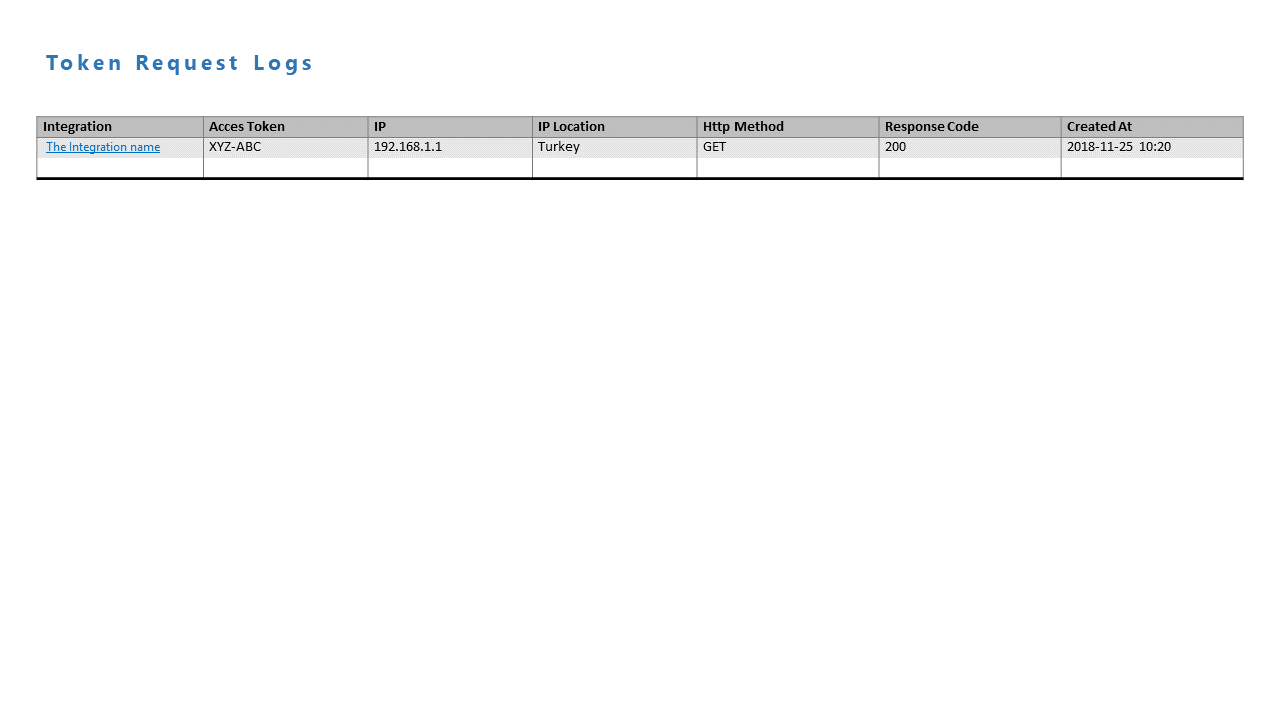 Token Request Logs
Integration Acces Token IP IP Location Http Method Response Code Created At
The Integration name XYZ-ABC 192.168.1.1 Turkey GET 200 2018-11-25 10:20